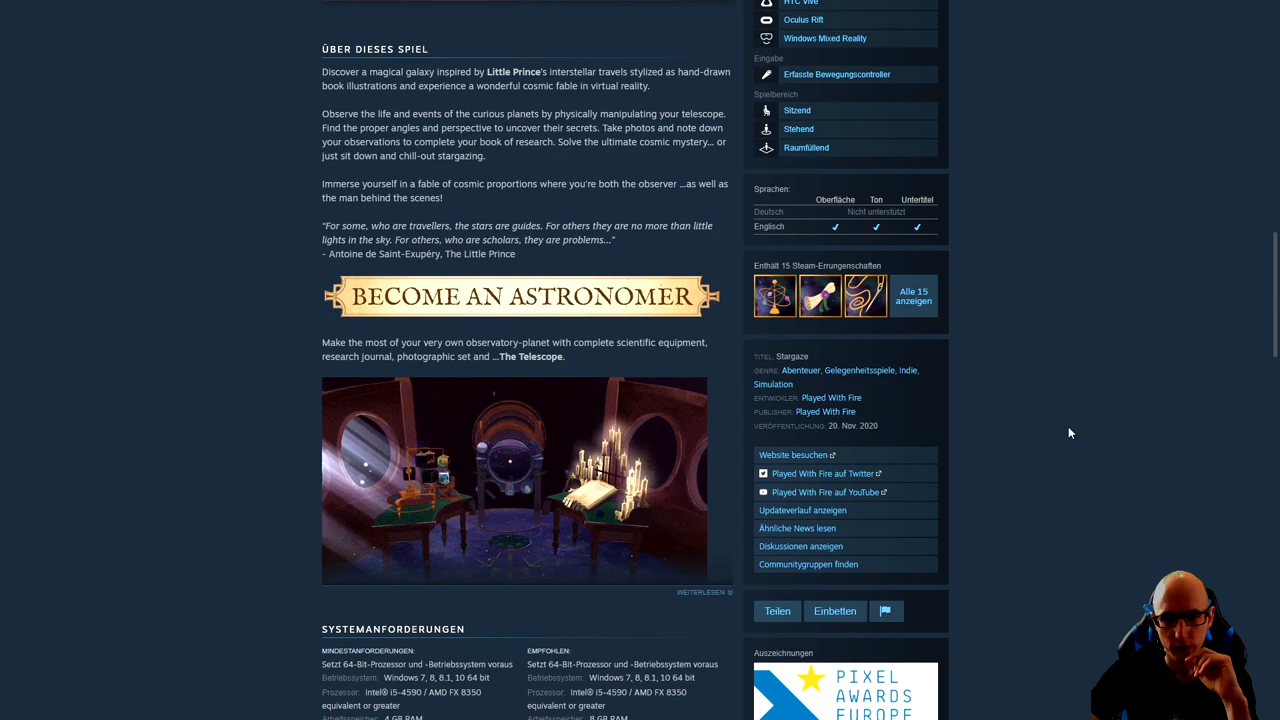 ÜBER DIESES SPIEL
Discover a magical galaxy inspired by Little Prince's interstellar travels stylized as hand-drawn
book illustrations and experience a wonderful cosmic fable in virtual reality.
Observe the life and events of the curious planets by physically manipulating your telescope.
Find the proper angles and perspective to uncover their secrets. Take photos and note down
your observations to complete your book of research. Solve the ultimate cosmic mystery... or
just sit down and chill-out stargazing.
Immerse yourself in a fable of cosmic proportions where you're both the observer ...as well as
the man behind the scenes!
"For some, who are travellers, the stars are guides. For others they are no more than little
lights in the sky. For others, who are scholars, they are problems..."
- Antoine de Saint-Exupéry, The Little Prince
BECOME AN ASTRONOMER
Make the most of your very own observatory-planet with complete scientific equipment,
research journal, photographic set and ...The Telescope.
WEITERLESEN
SYSTEMANFORDERUNGEN
MINDESTANFORDERUNGEN:
Setzt 64-Bit-Prozessor und -Betriebssystem voraus
Betriebssystem: Windows 7, 8, 8.1, 10 64 bit
Prozessor: Intel® i5-4590 / AMD FX 8350
equivalent or greater
Arbeitsspeicher: 4 GB RAM
EMPFOHLEN:
Setzt 64-Bit-Prozessor und -Betriebssystem voraus
Betriebssystem: Windows 7, 8, 8.1, 10 64 bit
Prozessor: Intel® i5-4590 / AMD FX 8350
equivalent or greater
Arbeitsspeicher: 8 GB RAM
HTC Vive
Oculus Rift
Windows Mixed Reality
Eingabe
Erfasste Bewegungscontroller
Spielbereich
Sitzend
Stehend
Raumfüllend
Sprachen:
Oberfläche Ton Untertitel
Deutsch Nicht unterstützt
Englisch ✔ ✔ ✔
Enthält 15 Steam-Errungenschaften
Alle 15
anzeigen
TITEL: Stargaze
GENRE: Abenteuer, Gelegenheitsspiele, Indie,
Simulation
ENTWICKLER: Played With Fire
PUBLISHER: Played With Fire
VERÖFFENTLICHUNG: 20. Nov. 2020
Website besuchen
Played With Fire auf Twitter
Played With Fire auf YouTube
Updateverlauf anzeigen
Ähnliche News lesen
Diskussionen anzeigen
Communitygruppen finden
Teilen Einbetten
Auszeichnungen
PIXEL
AWARDS
EUROPE